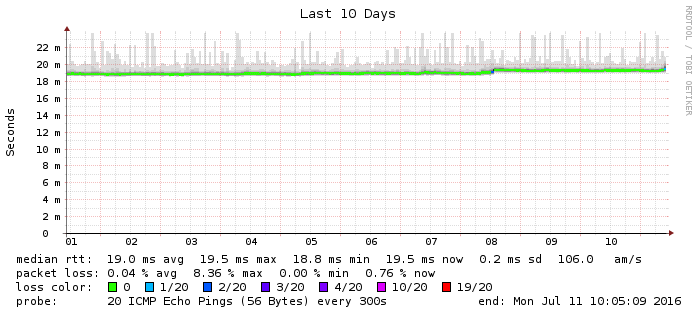 Last 10 Days
RRDTOOL / TOBI OETIKER
Seconds
22 m
20 m
18 m
16 m
14 m
12 m
10 m
8 m
6 m
4 m
2 m
0
01 02 03 04 05 06 07 08 09 10
median rtt: 19.0 ms avg 19.5 ms max 18.8 ms min 19.5 ms now 0.2 ms sd 106.0 am/s
packet loss: 0.04 % avg 8.36 % max 0.00 % min 0.76 % now
loss color: 0 1/20 2/20 3/20 4/20 10/20 19/20
probe: 20 ICMP Echo Pings (56 Bytes) every 300s end: Mon Jul 11 10:05:09 2016